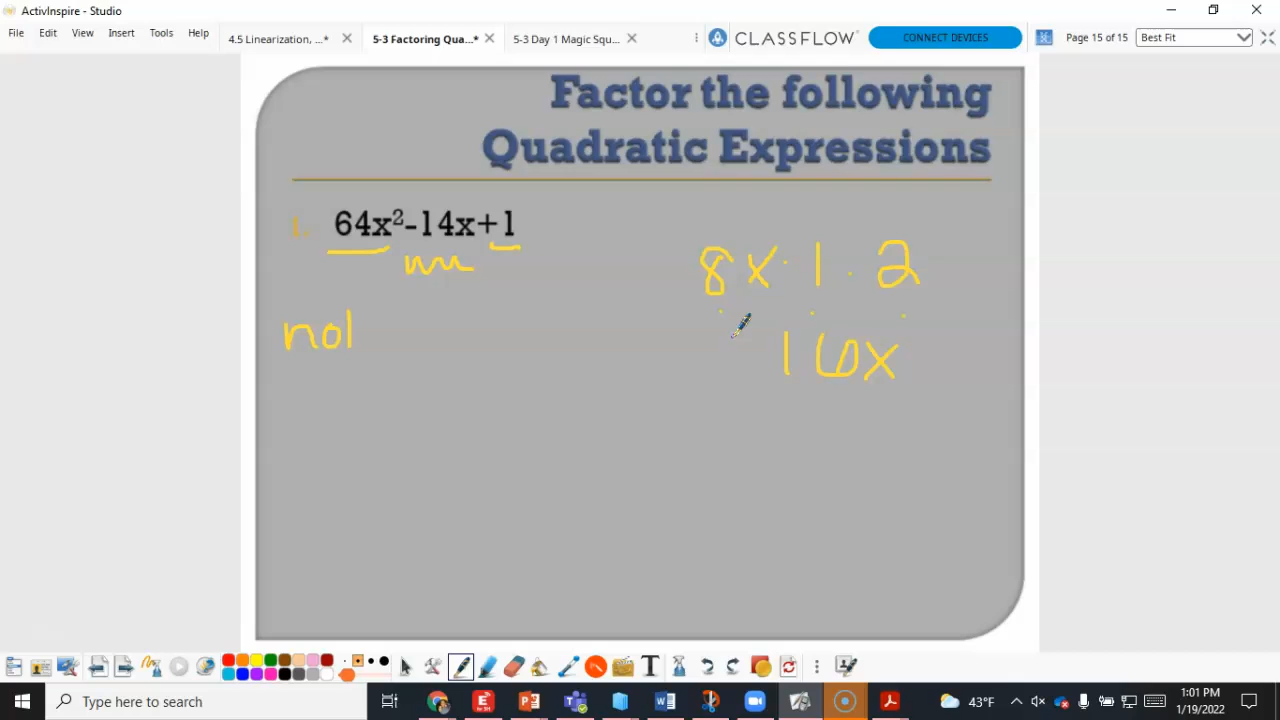 ActivInspire - Studio
File Edit View Insert Tools Help
4.5 Linearization, ...*
5-3 Factoring Qua...*
5-3 Day 1 Magic Squ...
CLASSFLOW
CONNECT DEVICES
Page 15 of 15
Best Fit
Factor the following
Quadratic Expressions
1. 64x²-14x+1
8x · 1 · 2
16x
T
Type here to search
43°F
1:01 PM
1/19/2022